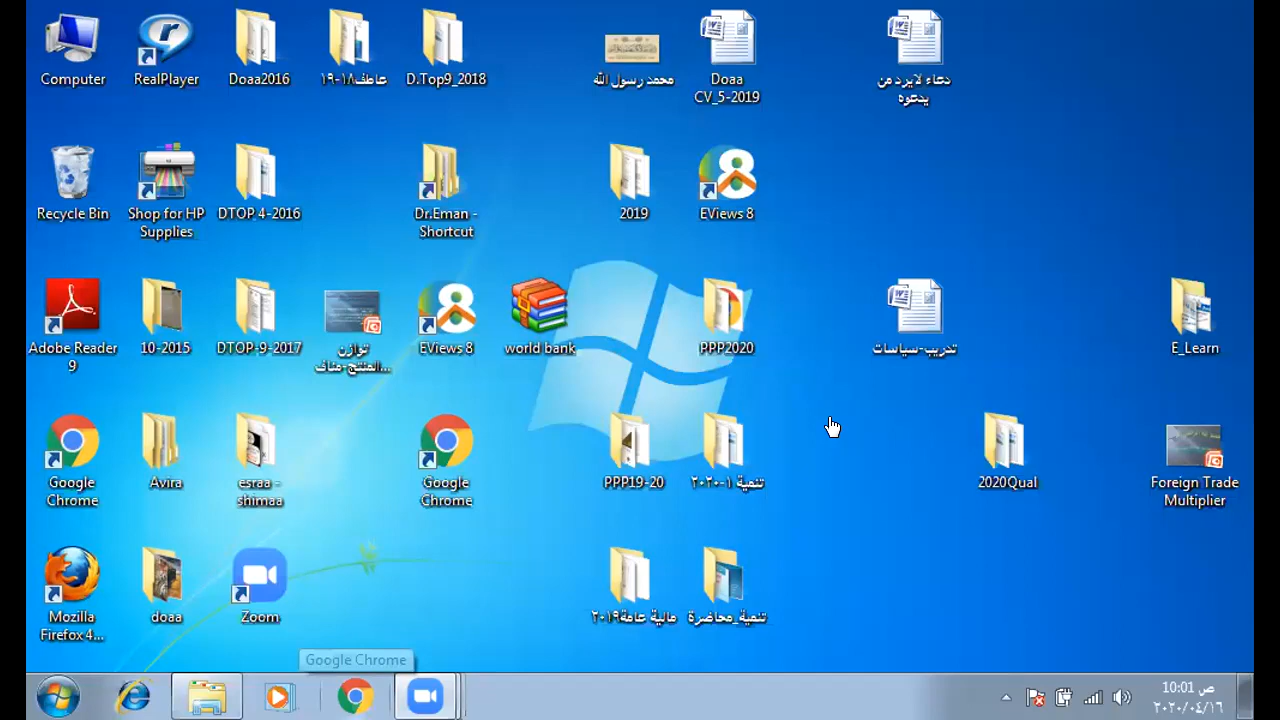 Computer
RealPlayer
Doaa2016
عاطف١٨-١٩
D.Top9_2018
محمد رسول الله
Doaa
CV_5-2019
دعاء لايرد من
يدعوه
Recycle Bin
Shop for HP
Supplies
DTOP 4-2016
Dr.Eman -
Shortcut
2019
EViews 8
Adobe Reader
9
10-2015
DTOP-9-2017
توازن
المنتج-مناف...
EViews 8
world bank
PPP2020
تدريب-سياسات
E_Learn
Google
Chrome
Avira
esraa -
shimaa
Google
Chrome
PPP19-20
تنمية ١-٢٠٢٠
2020Qual
Foreign Trade
Multiplier
Mozilla
Firefox 4...
doaa
Zoom
مالية عامة٢٠١٩
تنمية_محاضرة
Google Chrome
10:01 ص
٢٠٢٠/٠٤/١٦